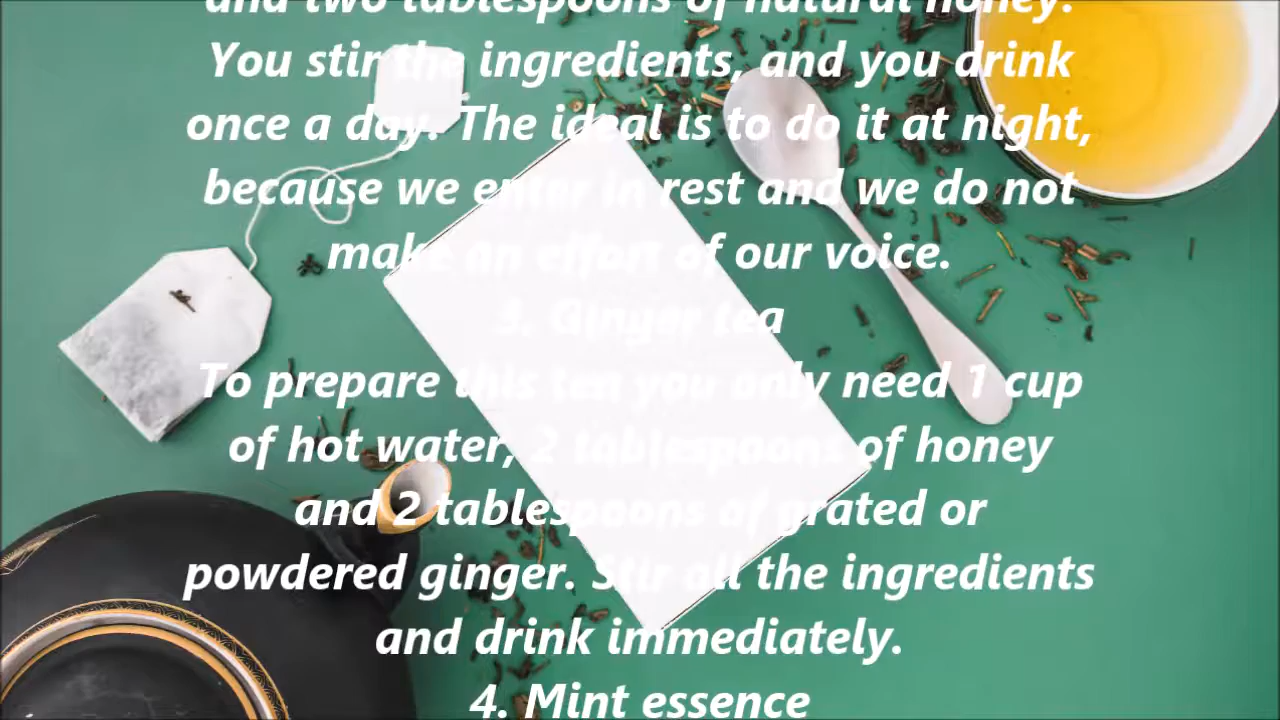 and two tablespoons of natural honey.
You stir the ingredients, and you drink
once a day. The ideal is to do it at night,
because we enter in rest and we do not
make an effort of our voice.
3. Ginger tea
To prepare this tea you only need 1 cup
of hot water, 2 tablespoons of honey
and 2 tablespoons of grated or
powdered ginger. Stir all the ingredients
and drink immediately.
4. Mint essence